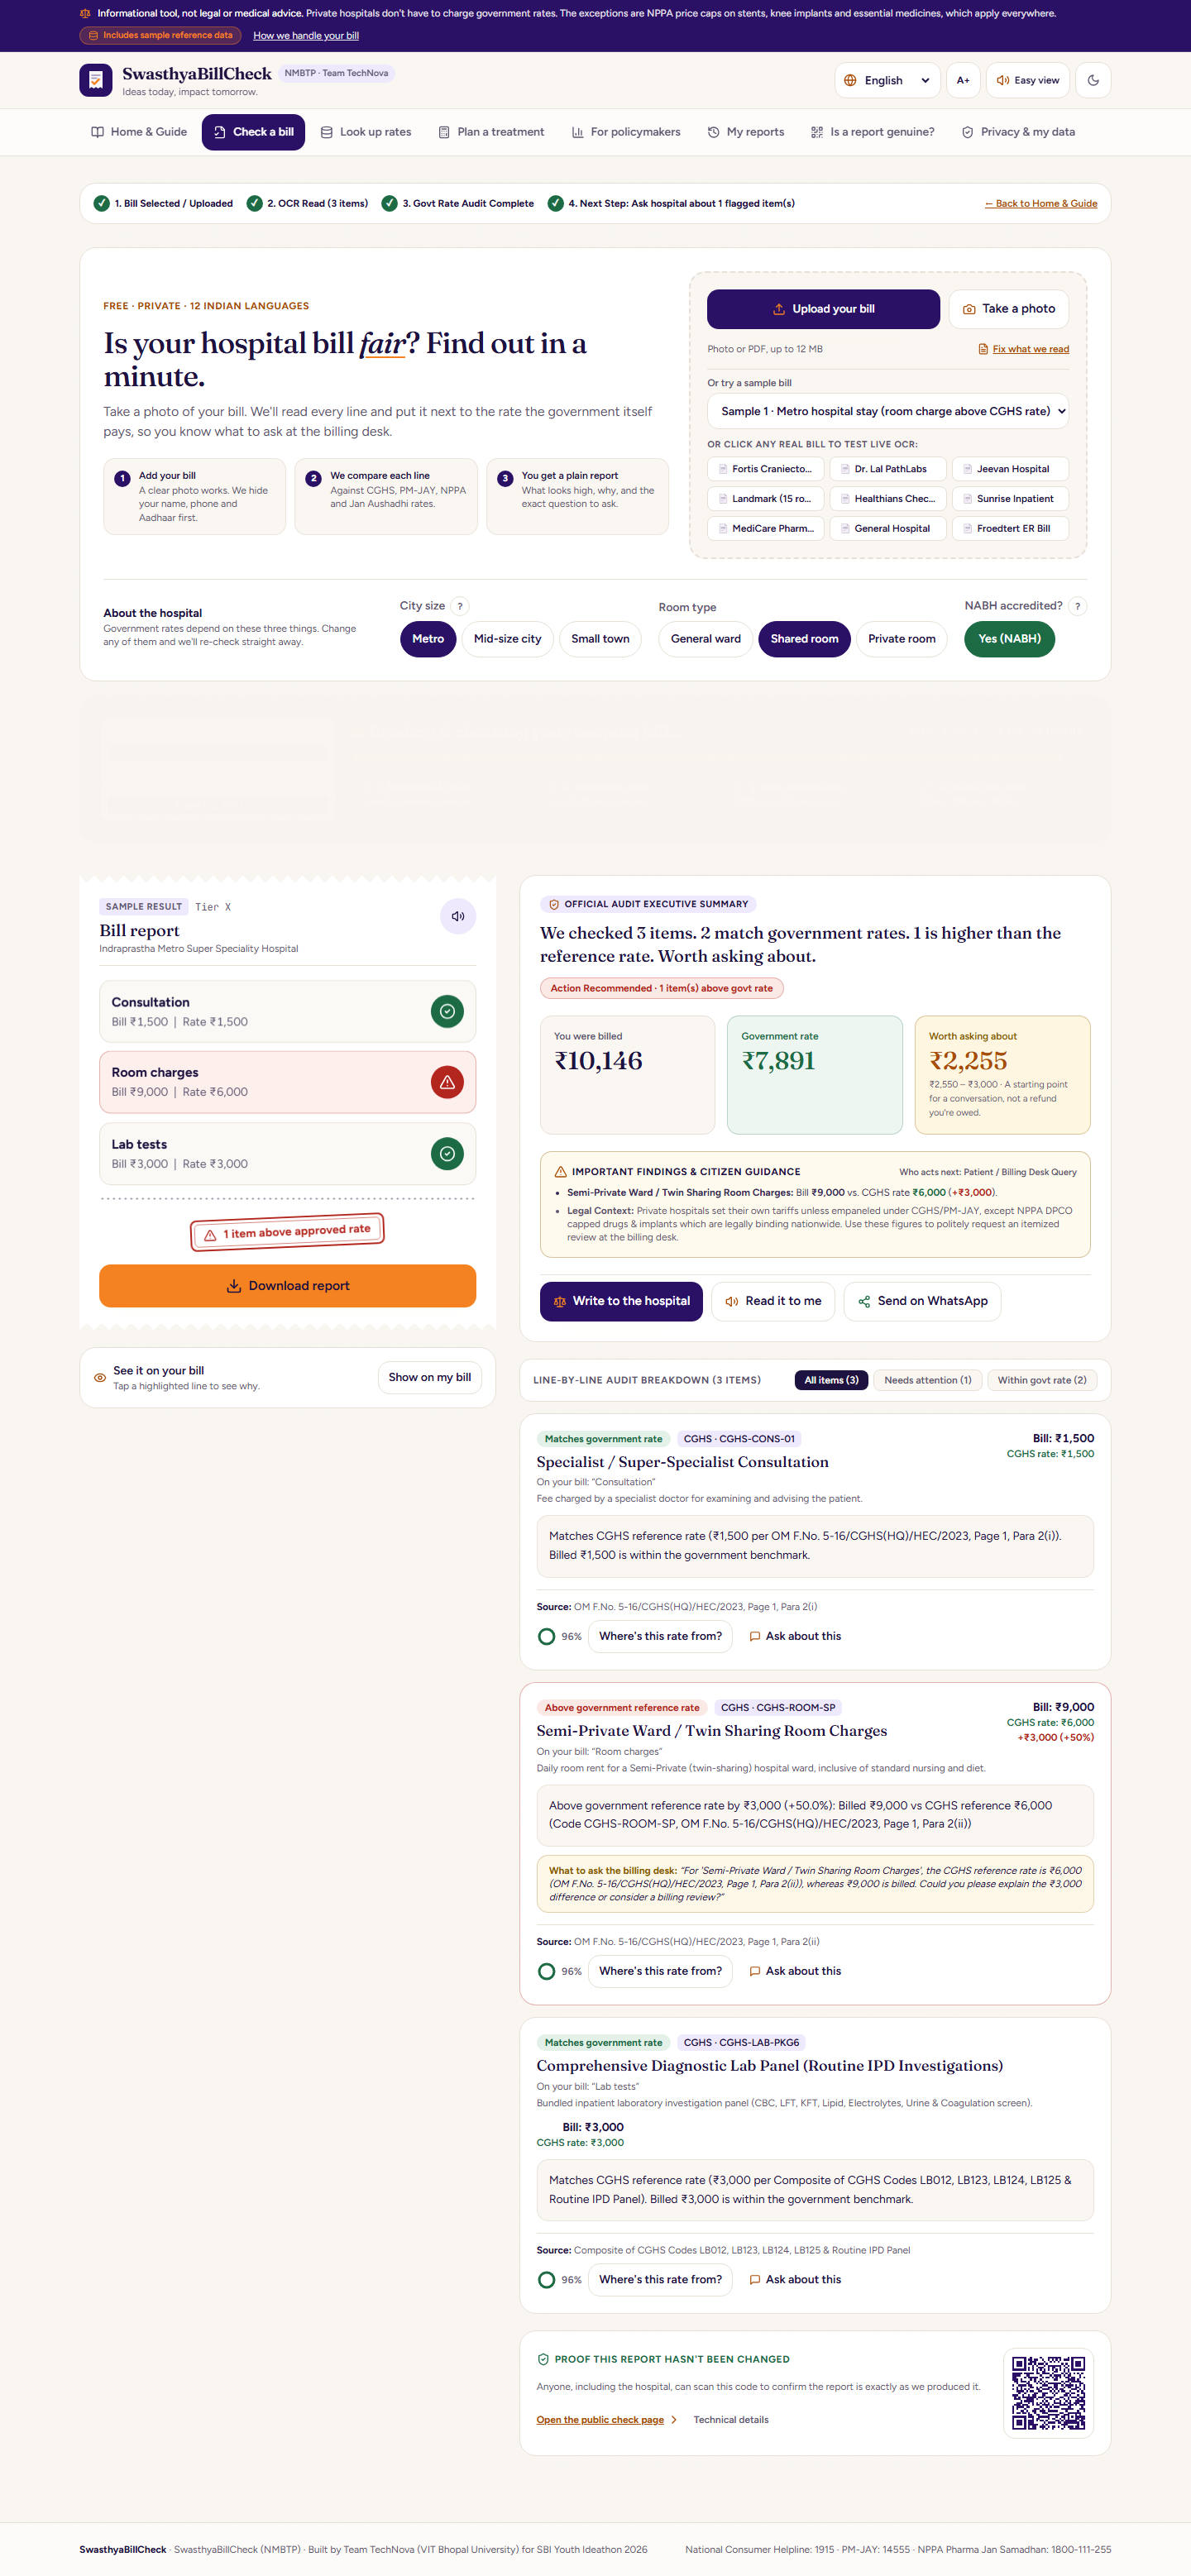 Informational tool, not legal or medical advice. Private hospitals don't have to charge government rates. The exceptions are NPPA price caps on stents, knee implants and essential medicines, which apply everywhere.
Includes sample reference data How we handle your bill
SwasthyaBillCheck NMBTP · Team TechNova
Ideas today, impact tomorrow.
English A+ Easy view
Home & Guide Check a bill Look up rates Plan a treatment For policymakers My reports Is a report genuine? Privacy & my data
1. Bill Selected / Uploaded 2. OCR Read (3 items) 3. Govt Rate Audit Complete 4. Next Step: Ask hospital about 1 flagged item(s) ← Back to Home & Guide
FREE · PRIVATE · 12 INDIAN LANGUAGES
Is your hospital bill fair? Find out in a
minute.
Take a photo of your bill. We'll read every line and put it next to the rate the government itself
pays, so you know what to ask at the billing desk.
1 Add your bill
A clear photo works. We hide
your name, phone and
Aadhaar first.
2 We compare each line
Against CGHS, PM-JAY, NPPA
and Jan Aushadhi rates.
3 You get a plain report
What looks high, why, and the
exact question to ask.
Upload your bill Take a photo
Photo or PDF, up to 12 MB Fix what we read
Or try a sample bill
Sample 1 · Metro hospital stay (room charge above CGHS rate)
OR CLICK ANY REAL BILL TO TEST LIVE OCR:
Fortis Craniecto... Dr. Lal PathLabs Jeevan Hospital
Landmark (15 ro... Healthians Chec... Sunrise Inpatient
MediCare Pharm... General Hospital Froedtert ER Bill
About the hospital
Government rates depend on these three things. Change
any of them and we'll re-check straight away.
City size ?
Metro Mid-size city Small town
Room type
General ward Shared room Private room
NABH accredited? ?
Yes (NABH)
SAMPLE RESULT Tier X
Bill report
Indraprastha Metro Super Speciality Hospital
Consultation
Bill ₹1,500 | Rate ₹1,500
Room charges
Bill ₹9,000 | Rate ₹6,000
Lab tests
Bill ₹3,000 | Rate ₹3,000
1 item above approved rate
Download report
See it on your bill
Tap a highlighted line to see why.
Show on my bill
OFFICIAL AUDIT EXECUTIVE SUMMARY
We checked 3 items. 2 match government rates. 1 is higher than the
reference rate. Worth asking about.
Action Recommended · 1 item(s) above govt rate
You were billed
₹10,146
Government rate
₹7,891
Worth asking about
₹2,255
₹2,550 – ₹3,000 · A starting point
for a conversation, not a refund
you're owed.
IMPORTANT FINDINGS & CITIZEN GUIDANCE Who acts next: Patient / Billing Desk Query
• Semi-Private Ward / Twin Sharing Room Charges: Bill ₹9,000 vs. CGHS rate ₹6,000 (+₹3,000).
• Legal Context: Private hospitals set their own tariffs unless empaneled under CGHS/PM-JAY, except NPPA DPCO
capped drugs & implants which are legally binding nationwide. Use these figures to politely request an itemized
review at the billing desk.
Write to the hospital Read it to me Send on WhatsApp
LINE-BY-LINE AUDIT BREAKDOWN (3 ITEMS) All items (3) Needs attention (1) Within govt rate (2)
Matches government rate CGHS · CGHS-CONS-01 Bill: ₹1,500
CGHS rate: ₹1,500
Specialist / Super-Specialist Consultation
On your bill: "Consultation"
Fee charged by a specialist doctor for examining and advising the patient.
Matches CGHS reference rate (₹1,500 per OM F.No. 5-16/CGHS(HQ)/HEC/2023, Page 1, Para 2(i)).
Billed ₹1,500 is within the government benchmark.
Source: OM F.No. 5-16/CGHS(HQ)/HEC/2023, Page 1, Para 2(i)
96% Where's this rate from? Ask about this
Above government reference rate CGHS · CGHS-ROOM-SP Bill: ₹9,000
CGHS rate: ₹6,000
+₹3,000 (+50%)
Semi-Private Ward / Twin Sharing Room Charges
On your bill: "Room charges"
Daily room rent for a Semi-Private (twin-sharing) hospital ward, inclusive of standard nursing and diet.
Above government reference rate by ₹3,000 (+50.0%): Billed ₹9,000 vs CGHS reference ₹6,000
(Code CGHS-ROOM-SP, OM F.No. 5-16/CGHS(HQ)/HEC/2023, Page 1, Para 2(ii))
What to ask the billing desk: "For 'Semi-Private Ward / Twin Sharing Room Charges', the CGHS reference rate is ₹6,000
(OM F.No. 5-16/CGHS(HQ)/HEC/2023, Page 1, Para 2(ii)), whereas ₹9,000 is billed. Could you please explain the ₹3,000
difference or consider a billing review?"
Source: OM F.No. 5-16/CGHS(HQ)/HEC/2023, Page 1, Para 2(ii)
96% Where's this rate from? Ask about this
Matches government rate CGHS · CGHS-LAB-PKG6
Comprehensive Diagnostic Lab Panel (Routine IPD Investigations)
On your bill: "Lab tests"
Bundled inpatient laboratory investigation panel (CBC, LFT, KFT, Lipid, Electrolytes, Urine & Coagulation screen).
Bill: ₹3,000
CGHS rate: ₹3,000
Matches CGHS reference rate (₹3,000 per Composite of CGHS Codes LB012, LB123, LB124, LB125 &
Routine IPD Panel). Billed ₹3,000 is within the government benchmark.
Source: Composite of CGHS Codes LB012, LB123, LB124, LB125 & Routine IPD Panel
96% Where's this rate from? Ask about this
PROOF THIS REPORT HASN'T BEEN CHANGED
Anyone, including the hospital, can scan this code to confirm the report is exactly as we produced it.
Open the public check page Technical details
SwasthyaBillCheck · SwasthyaBillCheck (NMBTP) · Built by Team TechNova (VIT Bhopal University) for SBI Youth Ideathon 2026 National Consumer Helpline: 1915 · PM-JAY: 14555 · NPPA Pharma Jan Samadhan: 1800-111-255